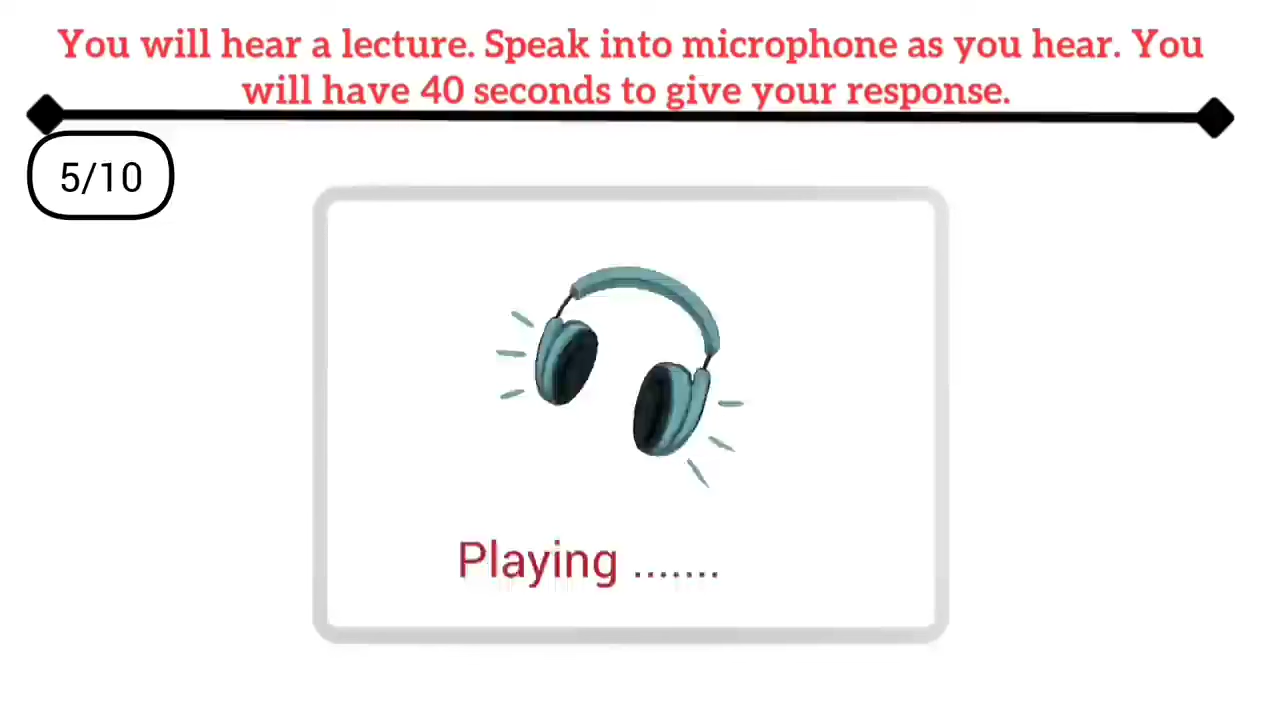 You will hear a lecture. Speak into microphone as you hear. You
will have 40 seconds to give your response.
5/10
Playing .......